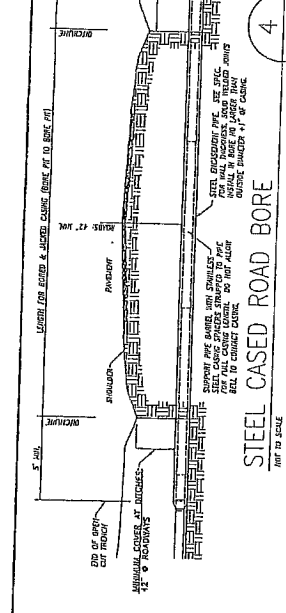 LENGTH FOR BORED & JACKED CASING (BORE PIT TO BORE PIT)
5' MIN.
DITCHLINE
DITCHLINE
END OF OPEN
CUT TRENCH
SHOULDER
PAVEMENT
ROADS: 42" MIN.
MINIMUM COVER AT DITCHES:
42" @ ROADWAYS
SUPPORT PIPE BARREL WITH STAINLESS
STEEL CASING SPACERS STRAPPED TO PIPE
FOR FULL CASING LENGTH. DO NOT ALLOW
BELL TO CONTACT CASING.
STEEL ENCASEMENT PIPE. SEE SPEC.
FOR WALL THICKNESS, SOLID WELDED JOINTS
INSTALL IN BORE NO LARGER THAN
OUTSIDE DIAMETER +1" OF CASING.
STEEL CASED ROAD BORE
4
NOT TO SCALE